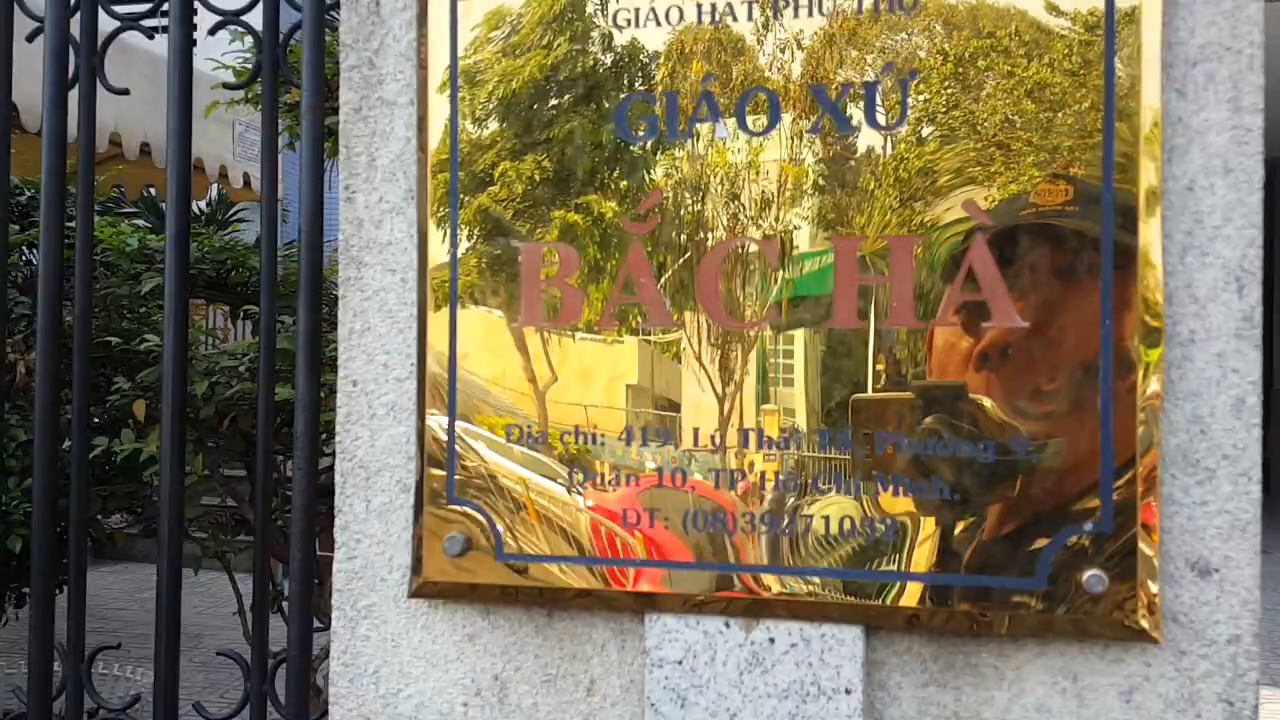 GIÁO HẠT PHÚ THỌ
GIÁO XỨ
BẮC HÀ
Địa chỉ: 419, Lý Thái Tổ, Phường 9,
Quận 10, TP Hồ Chí Minh.
ĐT: (08)39271032